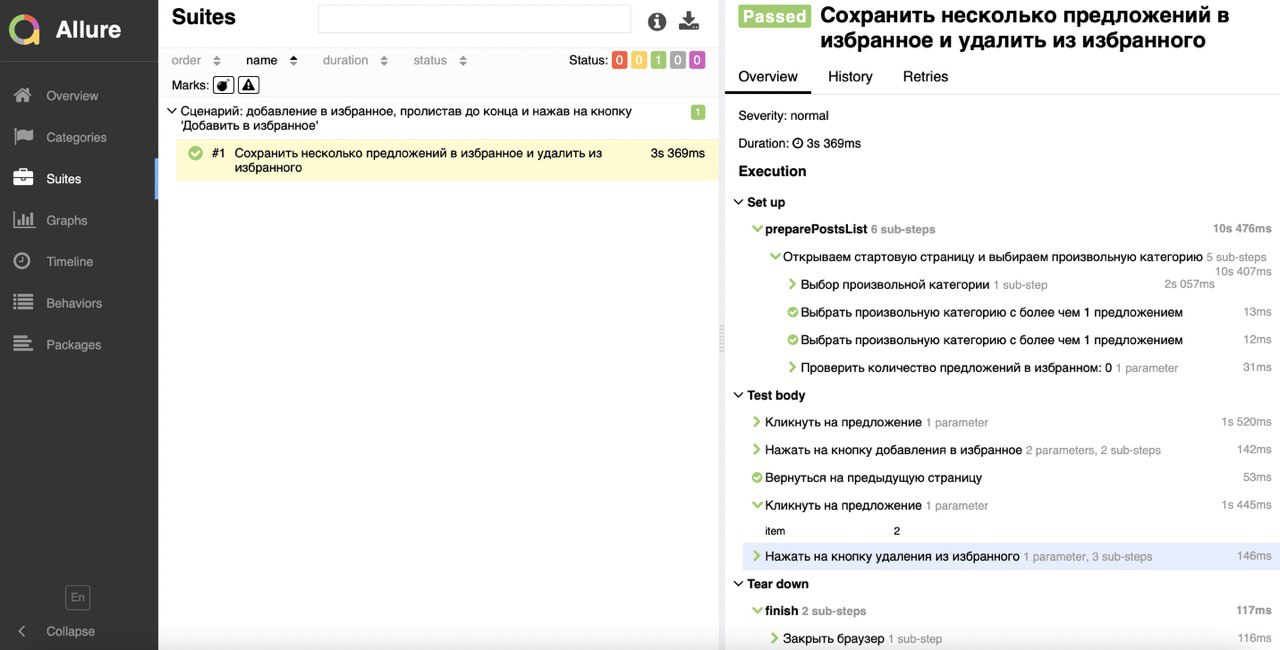 Allure
Overview
Categories
Suites
Graphs
Timeline
Behaviors
Packages
En
Collapse
Suites
order name duration status Status: 0 0 1 0 0
Marks:
Сценарий: добавление в избранное, пролистав до конца и нажав на кнопку 1
'Добавить в избранное'
#1 Сохранить несколько предложений в избранное и удалить из 3s 369ms
избранного
Passed Сохранить несколько предложений в
избранное и удалить из избранного
Overview History Retries
Severity: normal
Duration: 3s 369ms
Execution
Set up
preparePostsList 6 sub-steps 10s 476ms
Открываем стартовую страницу и выбираем произвольную категорию 5 sub-steps
10s 407ms
Выбор произвольной категории 1 sub-step 2s 057ms
Выбрать произвольную категорию с более чем 1 предложением 13ms
Выбрать произвольную категорию с более чем 1 предложением 12ms
Проверить количество предложений в избранном: 0 1 parameter 31ms
Test body
Кликнуть на предложение 1 parameter 1s 520ms
Нажать на кнопку добавления в избранное 2 parameters, 2 sub-steps 142ms
Вернуться на предыдущую страницу 53ms
Кликнуть на предложение 1 parameter 1s 445ms
item 2
Нажать на кнопку удаления из избранного 1 parameter, 3 sub-steps 146ms
Tear down
finish 2 sub-steps 117ms
Закрыть браузер 1 sub-step 116ms